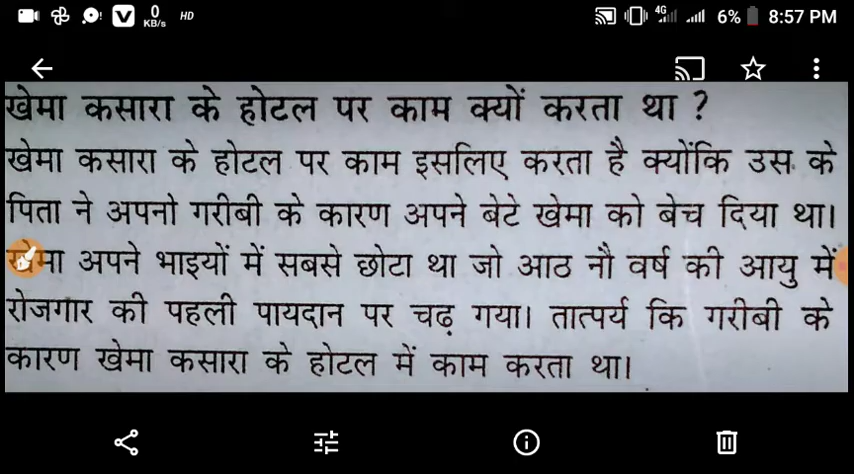 0
KB/s
HD
4G
6%
8:57 PM
खेमा कसारा के होटल पर काम क्यों करता था ?
खेमा कसारा के होटल पर काम इसलिए करता है क्योंकि उस के
पिता ने अपनो गरीबी के कारण अपने बेटे खेमा को बेच दिया था।
खेमा अपने भाइयों में सबसे छोटा था जो आठ नौ वर्ष की आयु में
रोजगार की पहली पायदान पर चढ़ गया। तात्पर्य कि गरीबी के
कारण खेमा कसारा के होटल में काम करता था।